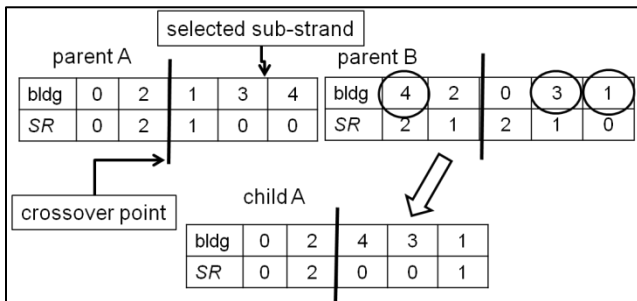 selected sub-strand
parent A
parent B
bldg 0 2 1 3 4
SR 0 2 1 0 0
bldg 4 2 0 3 1
SR 2 1 2 1 0
crossover point
child A
bldg 0 2 4 3 1
SR 0 2 0 0 1